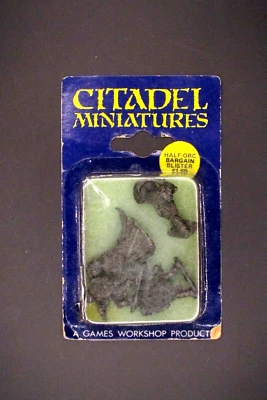 CITADEL
MINIATURES
HALF ORC
BARGAIN
BLISTER
A GAMES WORKSHOP PRODUCT